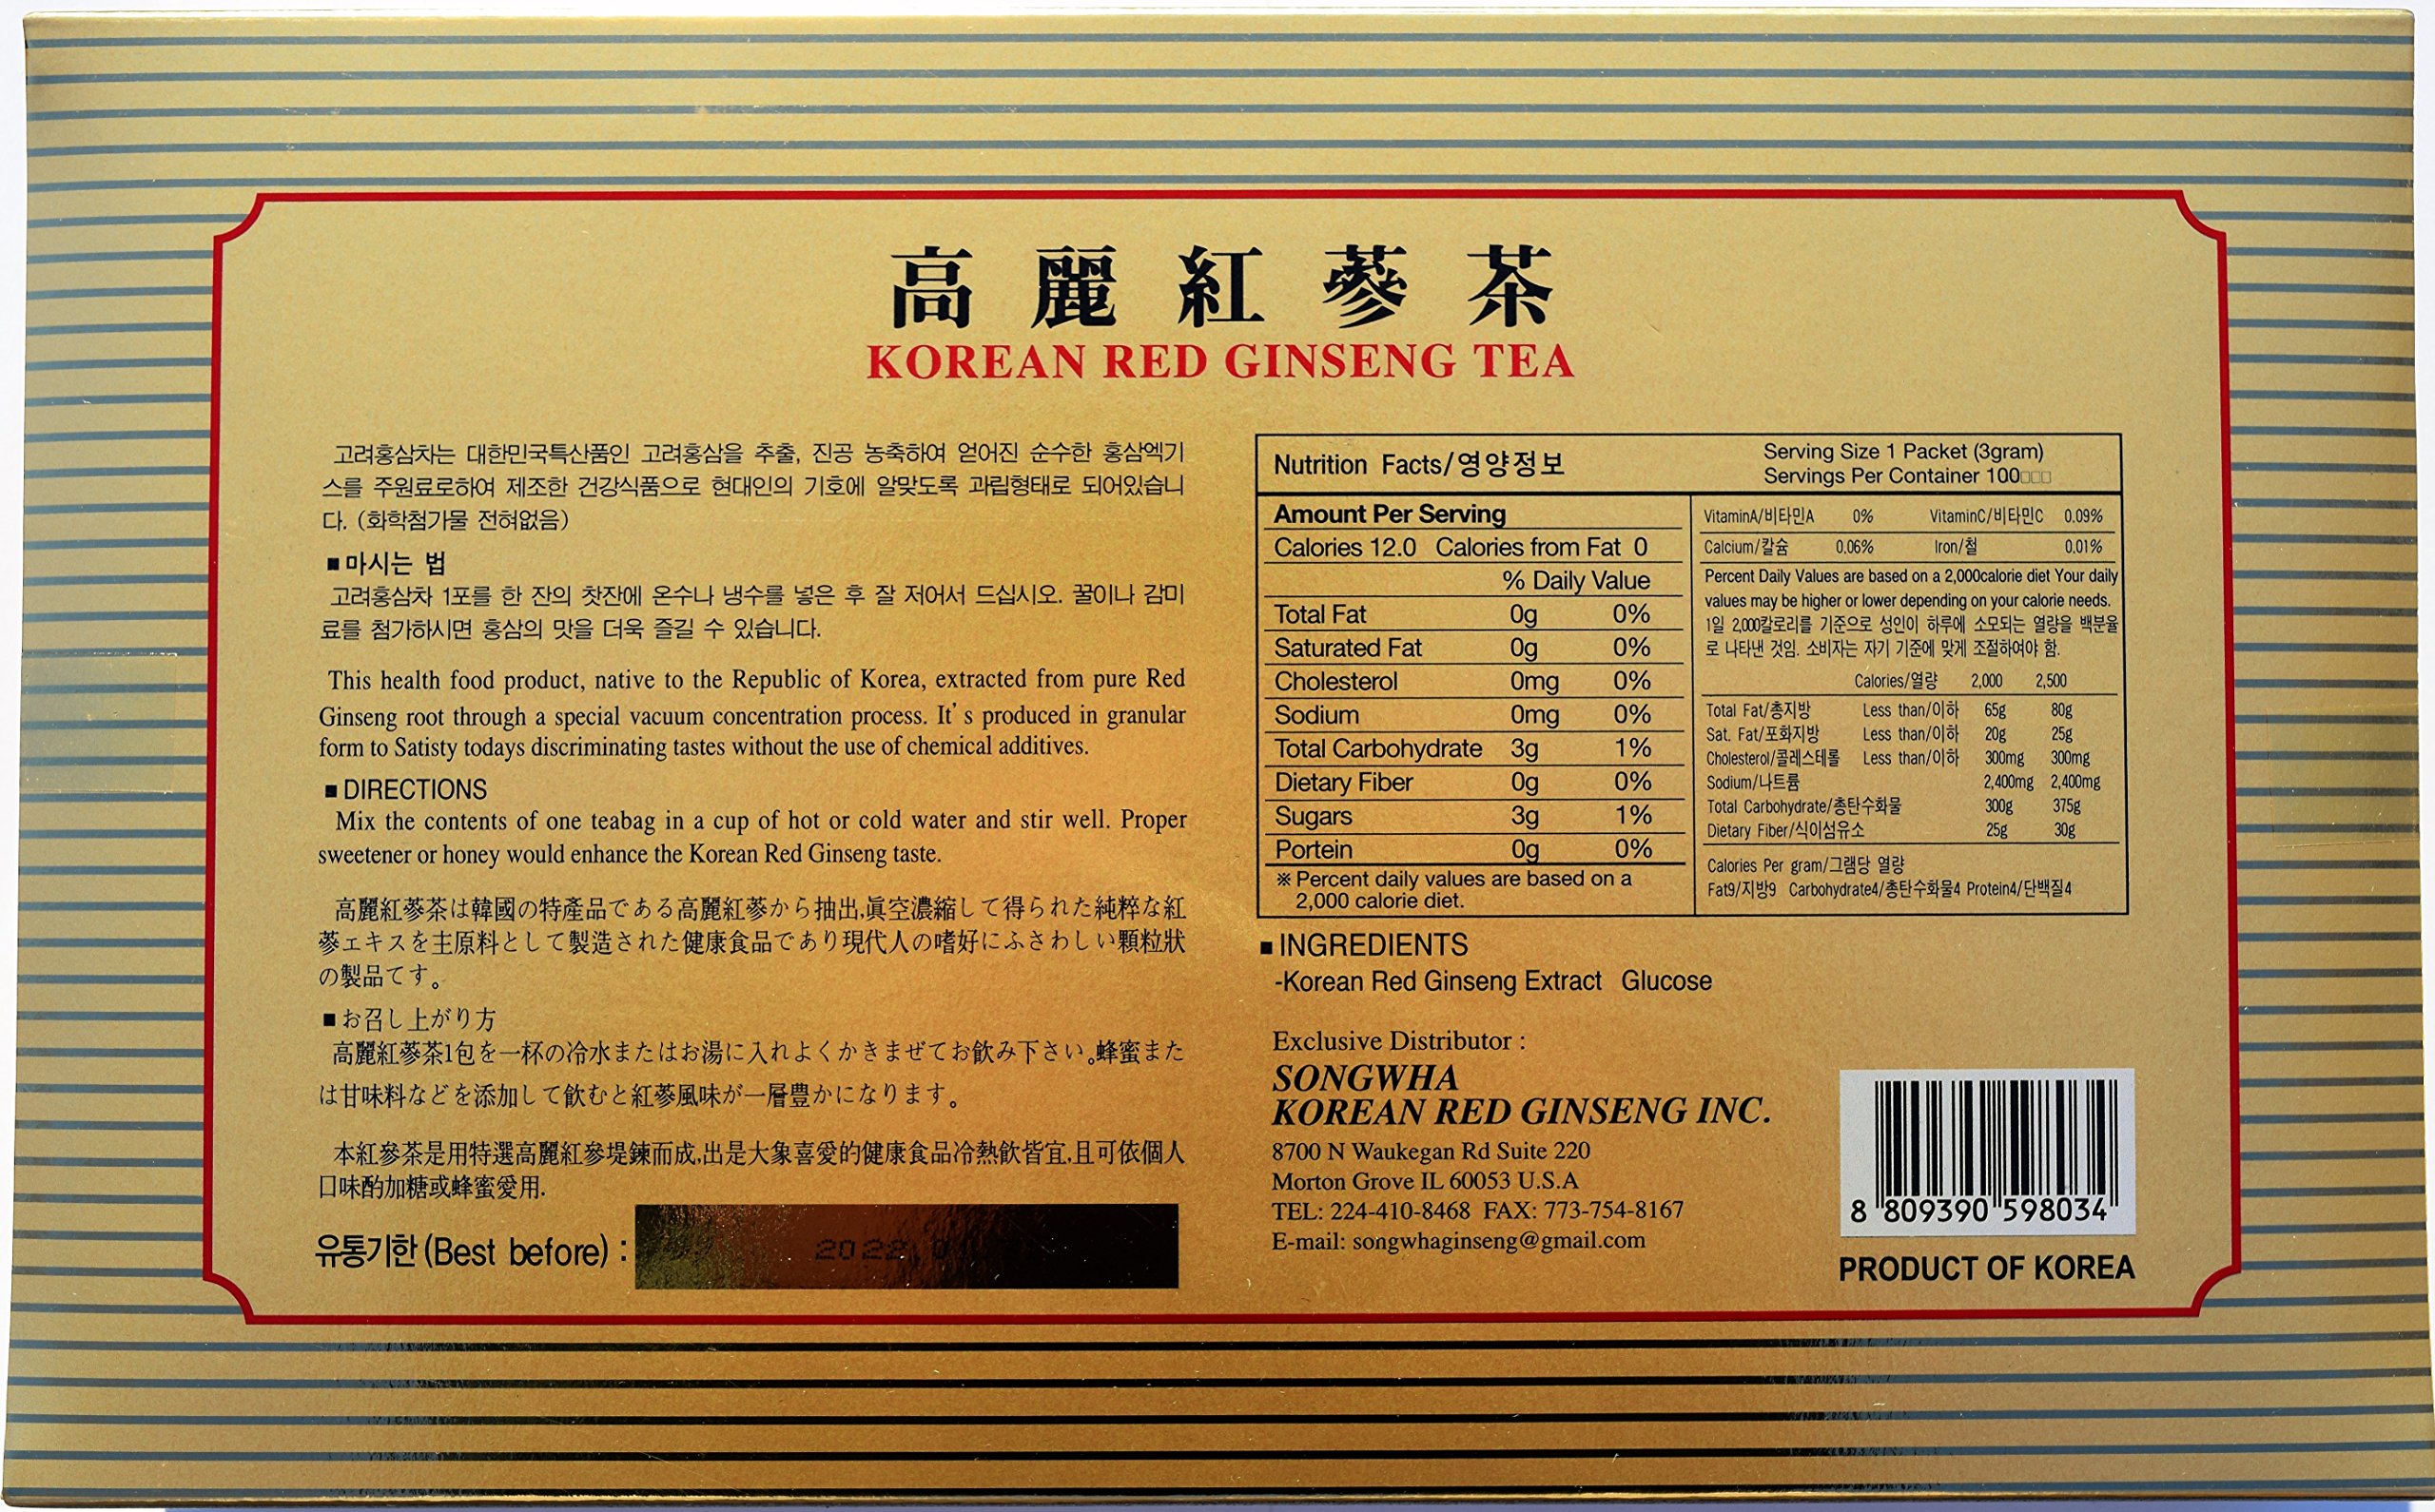 高麗紅蔘茶
KOREAN RED GINSENG TEA
고려홍삼차는 대한민국특산품인 고려홍삼을 추출, 진공 농축하여 얻어진 순수한 홍삼엑기
스를 주원료로하여 제조한 건강식품으로 현대인의 기호에 알맞도록 과립형태로 되어있습니
다. (화학첨가물 전혀없음)
■ 마시는 법
고려홍삼차 1포를 한 잔의 찻잔에 온수나 냉수를 넣은 후 잘 저어서 드십시오. 꿀이나 감미
료를 첨가하시면 홍삼의 맛을 더욱 즐길 수 있습니다.
This health food product, native to the Republic of Korea, extracted from pure Red
Ginseng root through a special vacuum concentration process. It's produced in granular
form to Satisty todays discriminating tastes without the use of chemical additives.
■ DIRECTIONS
Mix the contents of one teabag in a cup of hot or cold water and stir well. Proper
sweetener or honey would enhance the Korean Red Ginseng taste.
高麗紅蔘茶は韓國の特產品である高麗紅蔘から抽出,眞空濃縮して得られた純粋な紅
蔘エキスを主原料として製造された健康食品であり現代人の嗜好にふさわしい顆粒狀
の製品てす。
■ お召し上がり方
高麗紅蔘茶1包を一杯の冷水またはお湯に入れよくかきまぜてお飲み下さい。蜂蜜また
は甘味料などを添加して飲むと紅蔘風味が一層豊かになります。
本紅參茶是用特選高麗紅參堤鍊而成,出是大象喜愛的健康食品冷熱飲皆宜,且可依個人
口味酌加糖或蜂蜜愛用.
유통기한 (Best before) :
2022.0
Nutrition Facts/영양정보
Serving Size 1 Packet (3gram)
Servings Per Container 100□□□
Amount Per Serving
Calories 12.0 Calories from Fat 0
% Daily Value
Total Fat 0g 0%
Saturated Fat 0g 0%
Cholesterol 0mg 0%
Sodium 0mg 0%
Total Carbohydrate 3g 1%
Dietary Fiber 0g 0%
Sugars 3g 1%
Portein 0g 0%
※ Percent daily values are based on a
2,000 calorie diet.
VitaminA/비타민A 0% VitaminC/비타민C 0.09%
Calcium/칼슘 0.06% Iron/철 0.01%
Percent Daily Values are based on a 2,000calorie diet Your daily
values may be higher or lower depending on your calorie needs.
1일 2,000칼로리를 기준으로 성인이 하루에 소모되는 열량을 백분율
로 나타낸 것임. 소비자는 자기 기준에 맞게 조절하여야 함.
Calories/열량 2,000 2,500
Total Fat/총지방 Less than/이하 65g 80g
Sat. Fat/포화지방 Less than/이하 20g 25g
Cholesterol/콜레스테롤 Less than/이하 300mg 300mg
Sodium/나트륨 2,400mg 2,400mg
Total Carbohydrate/총탄수화물 300g 375g
Dietary Fiber/식이섬유소 25g 30g
Calories Per gram/그램당 열량
Fat9/지방9 Carbohydrate4/총탄수화물4 Protein4/단백질4
■ INGREDIENTS
-Korean Red Ginseng Extract Glucose
Exclusive Distributor :
SONGWHA
KOREAN RED GINSENG INC.
8700 N Waukegan Rd Suite 220
Morton Grove IL 60053 U.S.A
TEL: 224-410-8468 FAX: 773-754-8167
E-mail: songwhaginseng@gmail.com
8 809390 598034
PRODUCT OF KOREA